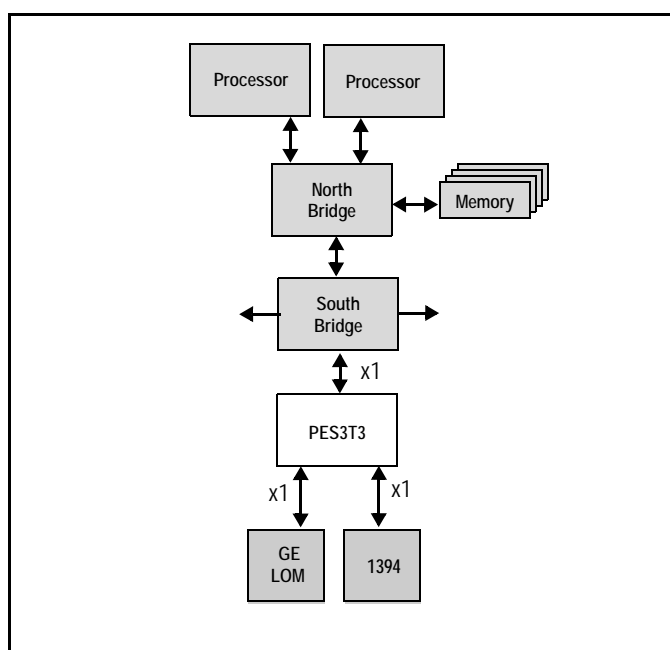 Processor
Processor
North
Bridge
Memory
South
Bridge
x1
PES3T3
x1
x1
GE
LOM
1394